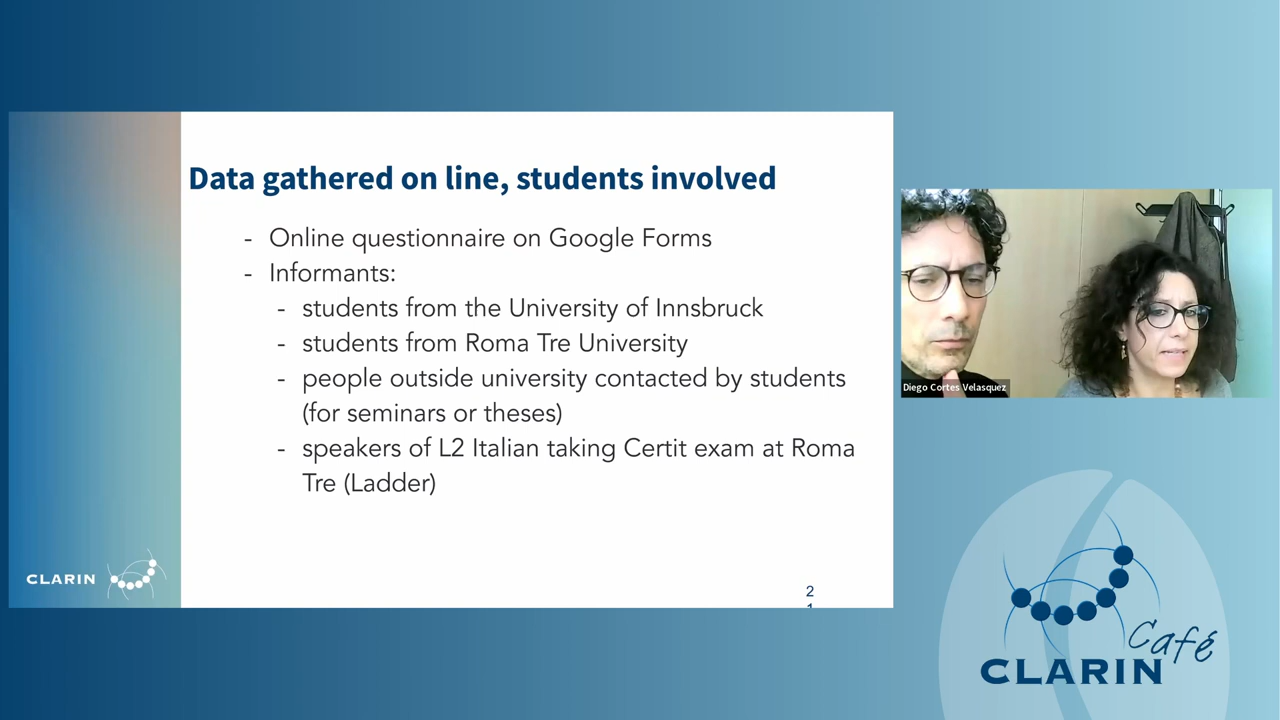 Data gathered on line, students involved
- Online questionnaire on Google Forms
- Informants:
- students from the University of Innsbruck
- students from Roma Tre University
- people outside university contacted by students
(for seminars or theses)
- speakers of L2 Italian taking Certit exam at Roma
Tre (Ladder)
CLARIN
2
1
Diego Cortes Velasquez
Café
CLARIN